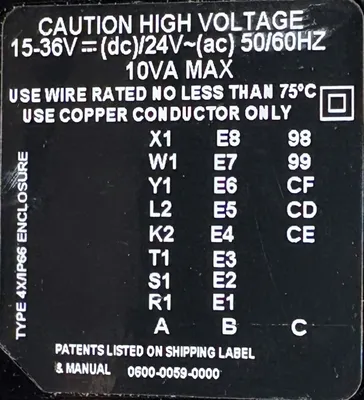 CAUTION HIGH VOLTAGE
15-36V⎓(dc)/24V~(ac) 50/60HZ
10VA MAX
USE WIRE RATED NO LESS THAN 75ºC
USE COPPER CONDUCTOR ONLY
TYPE 4X/IP66 ENCLOSURE
X1 E8 98
W1 E7 99
Y1 E6 CF
L2 E5 CD
K2 E4 CE
T1 E3
S1 E2
R1 E1
A B C
PATENTS LISTED ON SHIPPING LABEL
& MANUAL 0600-0059-0000